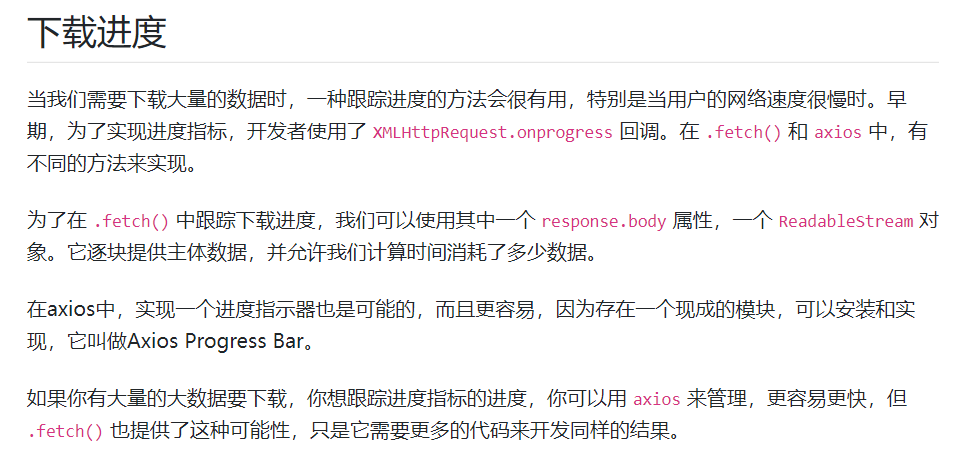 下载进度
当我们需要下载大量的数据时，一种跟踪进度的方法会很有用，特别是当用户的网络速度很慢时。早
期，为了实现进度指标，开发者使用了 XMLHttpRequest.onprogress 回调。在 .fetch() 和 axios 中，有
不同的方法来实现。
为了在 .fetch() 中跟踪下载进度，我们可以使用其中一个 response.body 属性，一个 ReadableStream 对
象。它逐块提供主体数据，并允许我们计算时间消耗了多少数据。
在axios中，实现一个进度指示器也是可能的，而且更容易，因为存在一个现成的模块，可以安装和实
现，它叫做Axios Progress Bar。
如果你有大量的大数据要下载，你想跟踪进度指标的进度，你可以用 axios 来管理，更容易更快，但
.fetch() 也提供了这种可能性，只是它需要更多的代码来开发同样的结果。